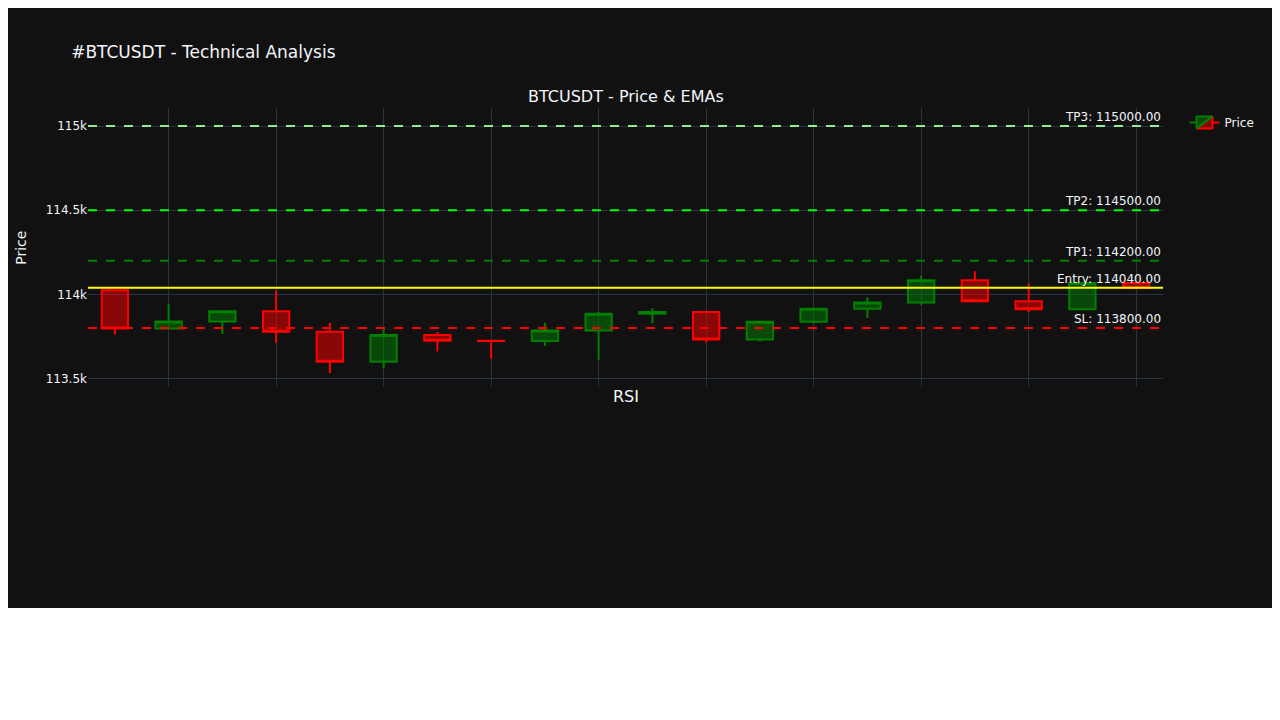 #BTCUSDT - Technical Analysis
BTCUSDT - Price & EMAs
115k
TP3: 115000.00
Price
114.5k
TP2: 114500.00
Price
TP1: 114200.00
Entry: 114040.00
114k
SL: 113800.00
113.5k
RSI